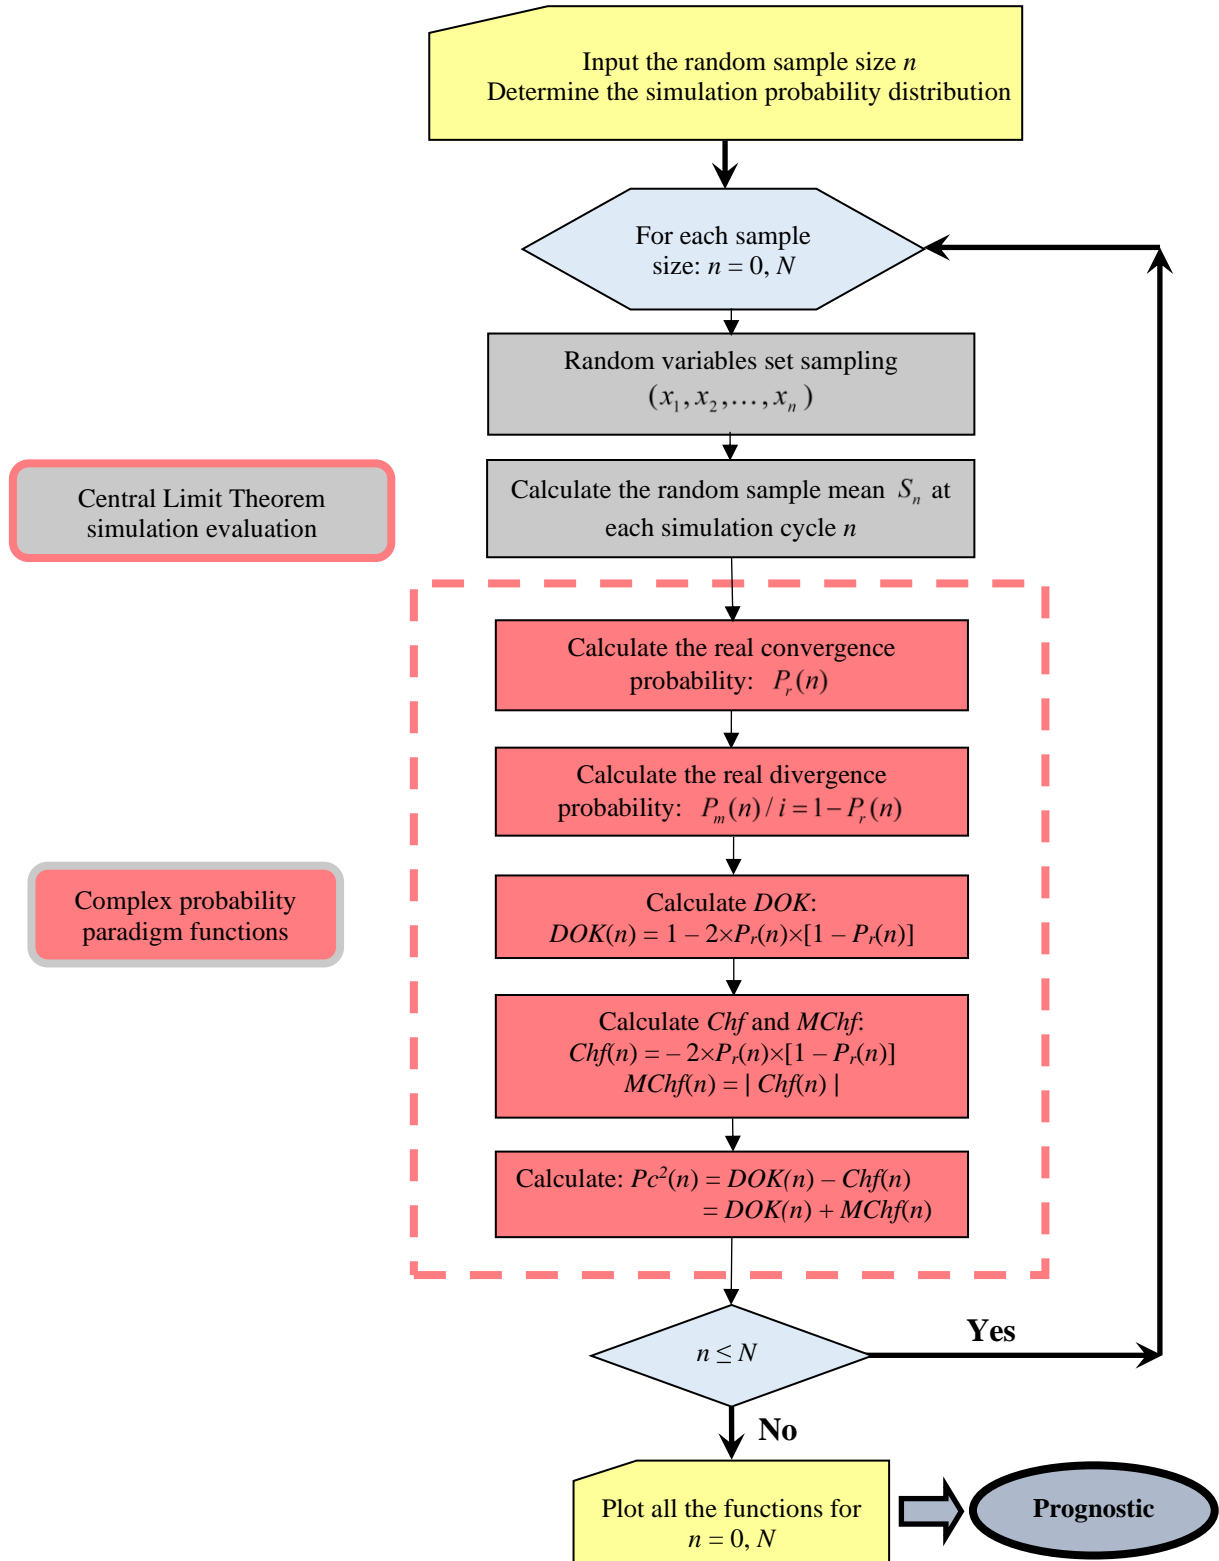 Input the random sample size n
Determine the simulation probability distribution
For each sample
size: n = 0, N
Random variables set sampling
(x₁, x₂, …, xₙ)
Calculate the random sample mean Sₙ at
each simulation cycle n
Central Limit Theorem
simulation evaluation
Calculate the real convergence
probability: Pᵣ(n)
Calculate the real divergence
probability: Pₘ(n) / i = 1 − Pᵣ(n)
Complex probability
paradigm functions
Calculate DOK:
DOK(n) = 1 – 2×Pᵣ(n)×[1 – Pᵣ(n)]
Calculate Chf and MChf:
Chf(n) = – 2×Pᵣ(n)×[1 – Pᵣ(n)]
MChf(n) = | Chf(n) |
Calculate: Pc²(n) = DOK(n) – Chf(n)
= DOK(n) + MChf(n)
n ≤ N
Yes
No
Plot all the functions for
n = 0, N
Prognostic